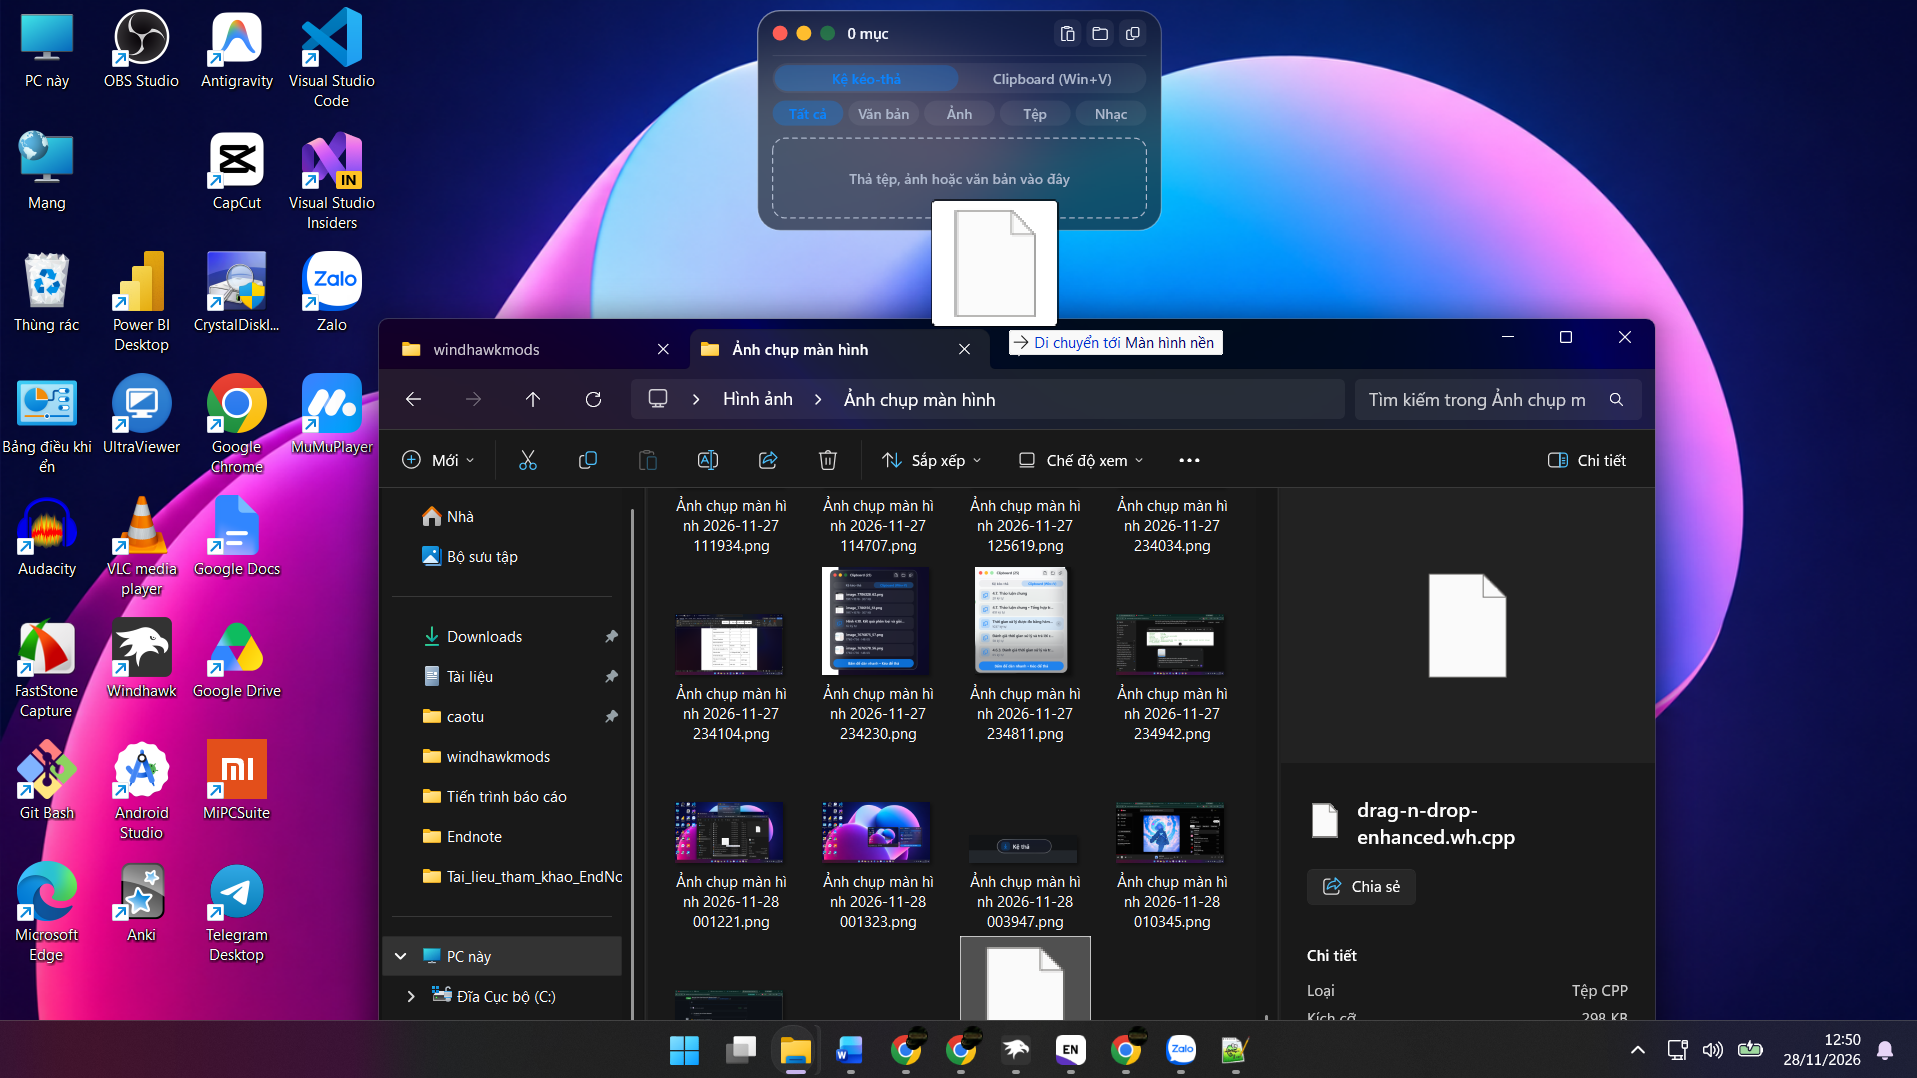 PC này
OBS Studio
Antigravity
Visual Studio
Code
Mạng
CapCut
Visual Studio
Insiders
IN
Thùng rác
Power BI
Desktop
CrystalDiskI...
Zalo
Zalo
Bảng điều khi
ển
UltraViewer
Google
Chrome
MuMuPlayer
Audacity
VLC media
player
Google Docs
FastStone
Capture
Windhawk
Google Drive
Git Bash
Android
Studio
MiPCSuite
Microsoft
Edge
Anki
Telegram
Desktop
0 mục
Kệ kéo-thả
Clipboard (Win+V)
Tất cả
Văn bản
Ảnh
Tệp
Nhạc
Thả tệp, ảnh hoặc văn bản vào đây
Di chuyển tới Màn hình nền
windhawkmods
Ảnh chụp màn hình
Hình ảnh
Ảnh chụp màn hình
Tìm kiếm trong Ảnh chụp m
Mới
Sắp xếp
Chế độ xem
Chi tiết
Nhà
Bộ sưu tập
Downloads
Tài liệu
caotu
windhawkmods
Tiến trình báo cáo
Endnote
Tai_lieu_tham_khao_EndNo
PC này
Đĩa Cục bộ (C:)
Ảnh chụp màn hì
nh 2026-11-27
111934.png
Ảnh chụp màn hì
nh 2026-11-27
114707.png
Ảnh chụp màn hì
nh 2026-11-27
125619.png
Ảnh chụp màn hì
nh 2026-11-27
234034.png
Ảnh chụp màn hì
nh 2026-11-27
234104.png
Ảnh chụp màn hì
nh 2026-11-27
234230.png
Ảnh chụp màn hì
nh 2026-11-27
234811.png
Ảnh chụp màn hì
nh 2026-11-27
234942.png
Kệ thả
Ảnh chụp màn hì
nh 2026-11-28
001221.png
Ảnh chụp màn hì
nh 2026-11-28
001323.png
Ảnh chụp màn hì
nh 2026-11-28
003947.png
Ảnh chụp màn hì
nh 2026-11-28
010345.png
drag-n-drop-
enhanced.wh.cpp
Chia sẻ
Chi tiết
Loại
Tệp CPP
Kích cỡ
298 KB
EN
Zalo
12:50
28/11/2026